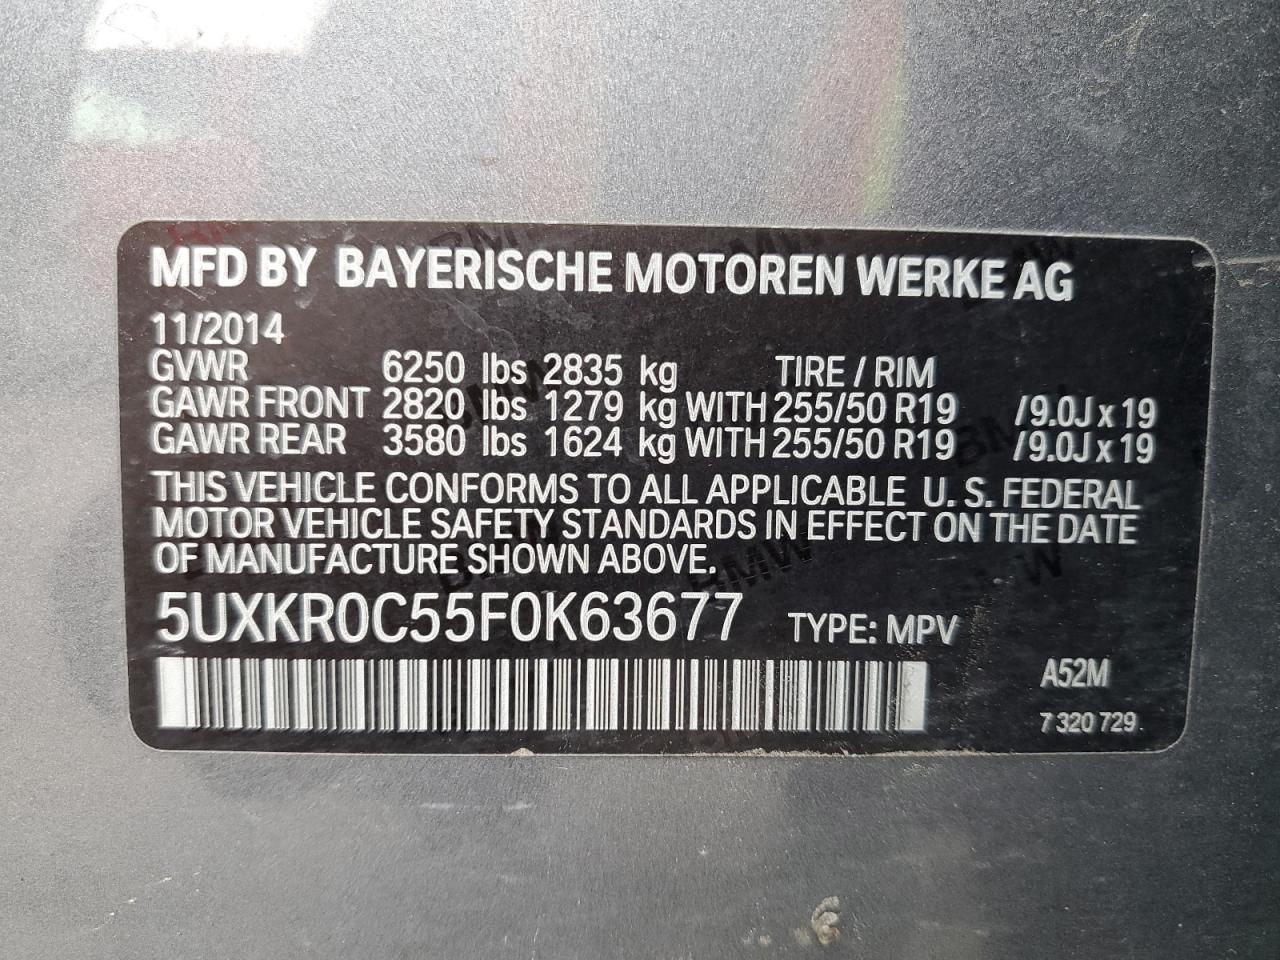 MFD BY BAYERISCHE MOTOREN WERKE AG
11/2014
GVWR 6250 lbs 2835 kg TIRE / RIM
GAWR FRONT 2820 lbs 1279 kg WITH 255/50 R19 /9.0J x 19
GAWR REAR 3580 lbs 1624 kg WITH 255/50 R19 /9.0J x 19
THIS VEHICLE CONFORMS TO ALL APPLICABLE U. S. FEDERAL
MOTOR VEHICLE SAFETY STANDARDS IN EFFECT ON THE DATE
OF MANUFACTURE SHOWN ABOVE.
5UXKR0C55F0K63677 TYPE: MPV
A52M
7 320 729